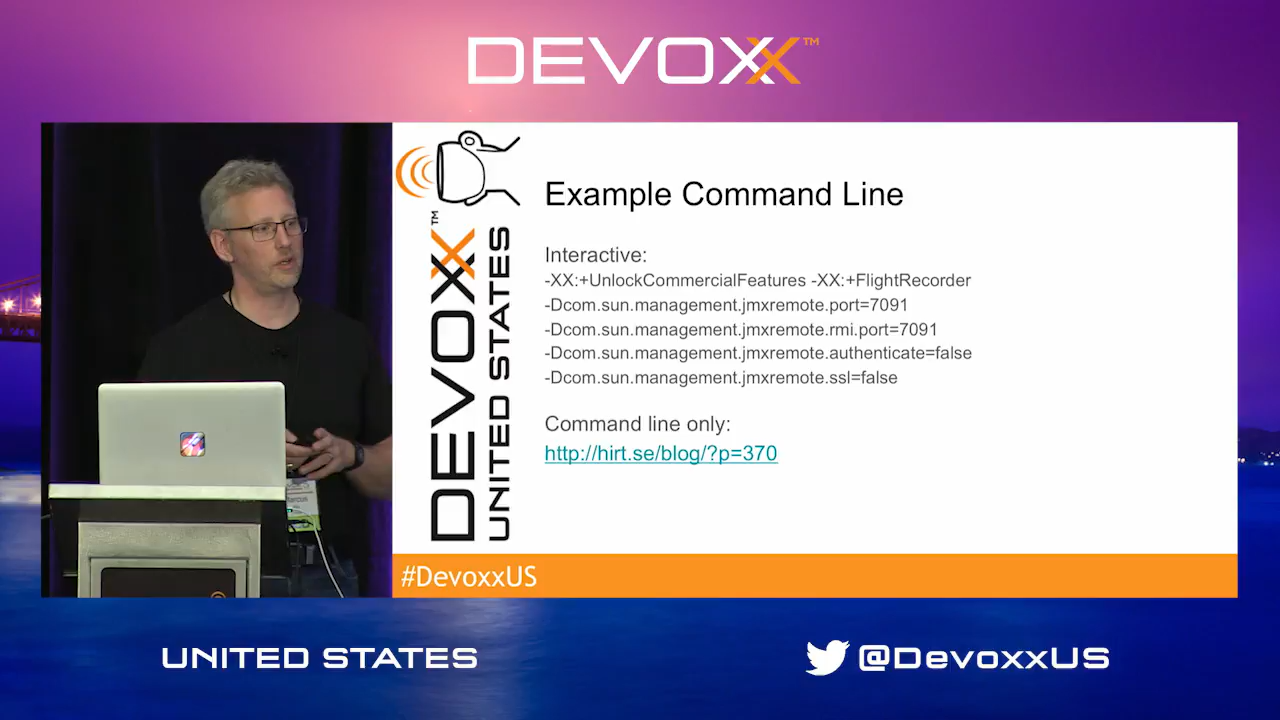 DEVOXX™
DEVOXX™
UNITED STATES
Example Command Line
Interactive:
-XX:+UnlockCommercialFeatures -XX:+FlightRecorder
-Dcom.sun.management.jmxremote.port=7091
-Dcom.sun.management.jmxremote.rmi.port=7091
-Dcom.sun.management.jmxremote.authenticate=false
-Dcom.sun.management.jmxremote.ssl=false
Command line only:
http://hirt.se/blog/?p=370
#DevoxxUS
UNITED STATES
@DevoxxUS